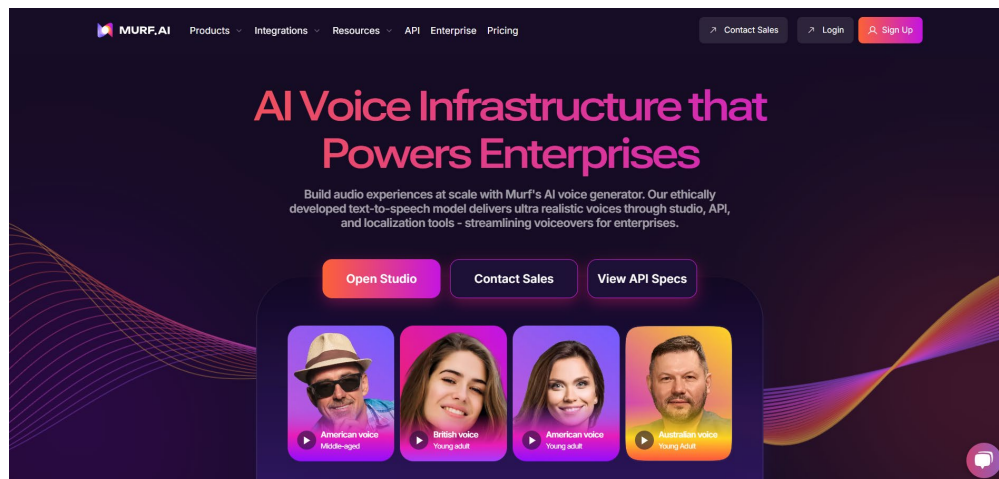 MURF.AI Products Integrations Resources API Enterprise Pricing Contact Sales Login Sign Up
AI Voice Infrastructure that
Powers Enterprises
Build audio experiences at scale with Murf's AI voice generator. Our ethically
developed text-to-speech model delivers ultra realistic voices through studio, API,
and localization tools - streamlining voiceovers for enterprises.
Open Studio Contact Sales View API Specs
American voice
Middle-aged
British voice
Young adult
American voice
Young adult
Australian voice
Young Adult